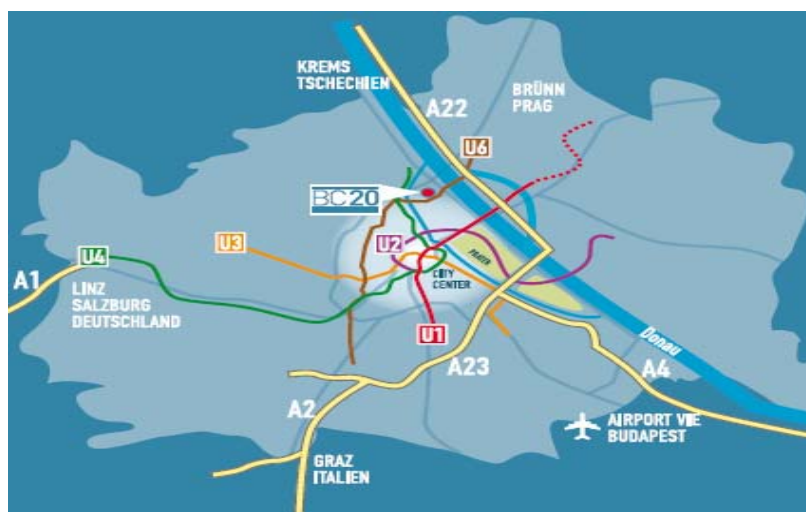 KREMS
TSCHECHIEN
BRÜNN
PRAG
A22
U6
BC20
U3
U2
U4
PRATER
A1
LINZ
SALZBURG
DEUTSCHLAND
CITY
CENTER
U1
Donau
A23
A4
A2
AIRPORT VIE
BUDAPEST
GRAZ
ITALIEN